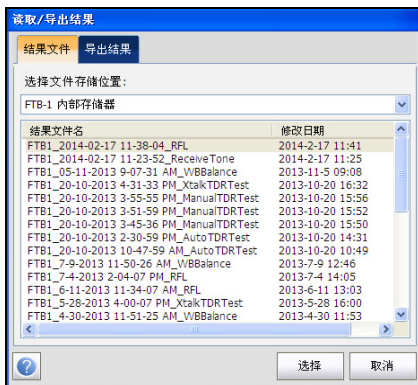 读取/导出结果
结果文件 导出结果
选择文件存储位置:
FTB-1 内部存储器
结果文件名 修改日期
FTB1_2014-02-17 11-38-04_RFL 2014-2-17 11:41
FTB1_2014-02-17 11-23-52_ReceiveTone 2014-2-17 11:25
FTB1_05-11-2013 9-07-31 AM_WBBalance 2013-11-5 09:08
FTB1_20-10-2013 4-31-33 PM_XtalkTDRTest 2013-10-20 16:32
FTB1_20-10-2013 3-55-55 PM_ManualTDRTest 2013-10-20 15:56
FTB1_20-10-2013 3-51-59 PM_ManualTDRTest 2013-10-20 15:52
FTB1_20-10-2013 3-45-36 PM_ManualTDRTest 2013-10-20 15:50
FTB1_20-10-2013 2-30-59 PM_AutoTDRTest 2013-10-20 14:31
FTB1_20-10-2013 10-47-59 AM_AutoTDRTest 2013-10-20 10:49
FTB1_7-9-2013 11-50-26 AM_WBBalance 2013-7-9 12:46
FTB1_7-4-2013 2-04-07 PM_RFL 2013-7-4 14:05
FTB1_6-11-2013 11-34-07 AM_RFL 2013-6-11 13:03
FTB1_5-28-2013 4-00-07 PM_XtalkTDRTest 2013-5-28 16:00
FTB1_4-30-2013 11-51-25 AM_WBBalance 2013-4-30 11:53
? 选择 取消